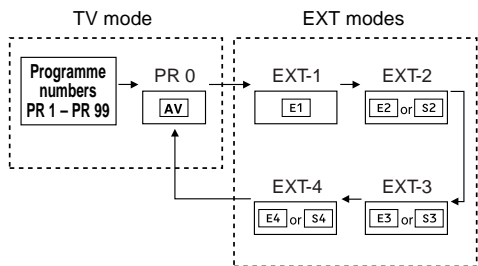 TV mode
EXT modes
Programme
numbers
PR 1 – PR 99
PR 0
AV
EXT-1
E1
EXT-2
E2 or S2
EXT-4
E4 or S4
EXT-3
E3 or S3